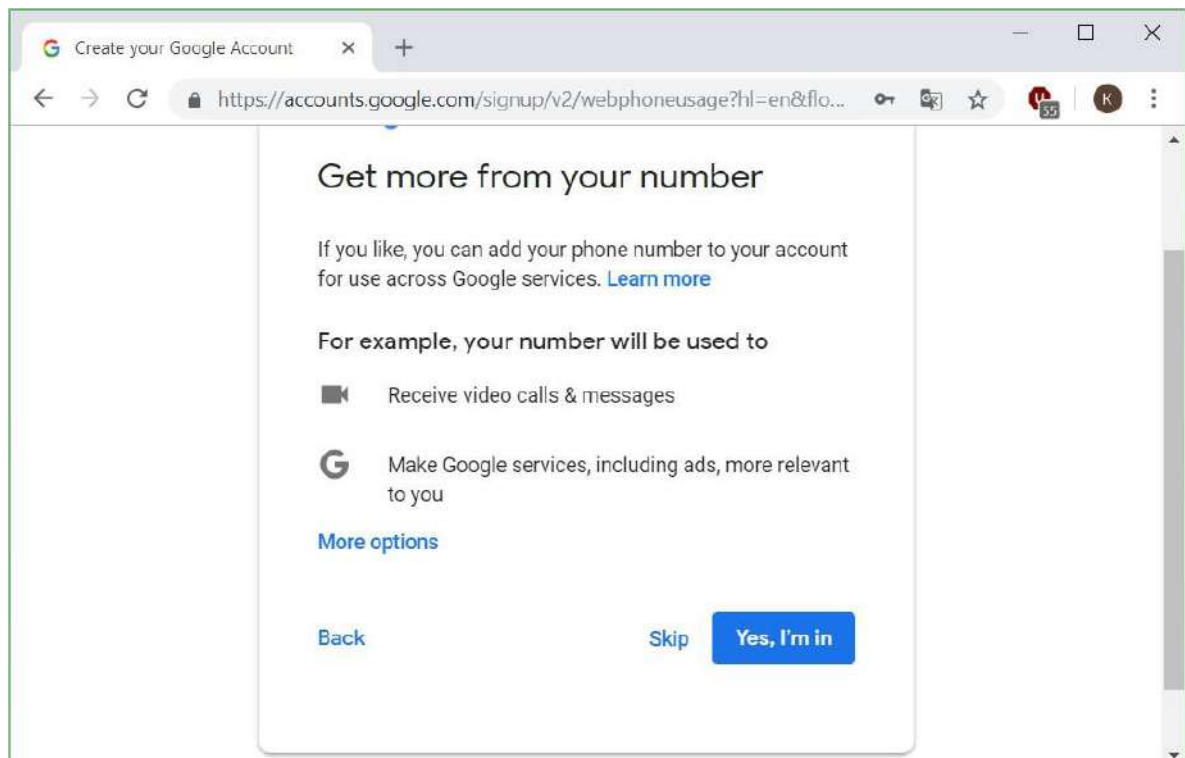 Create your Google Account
https://accounts.google.com/signup/v2/webphoneusage?hl=en&flo...
55
K
Get more from your number
If you like, you can add your phone number to your account
for use across Google services. Learn more
For example, your number will be used to
Receive video calls & messages
G Make Google services, including ads, more relevant
to you
More options
Back Skip Yes, I'm in